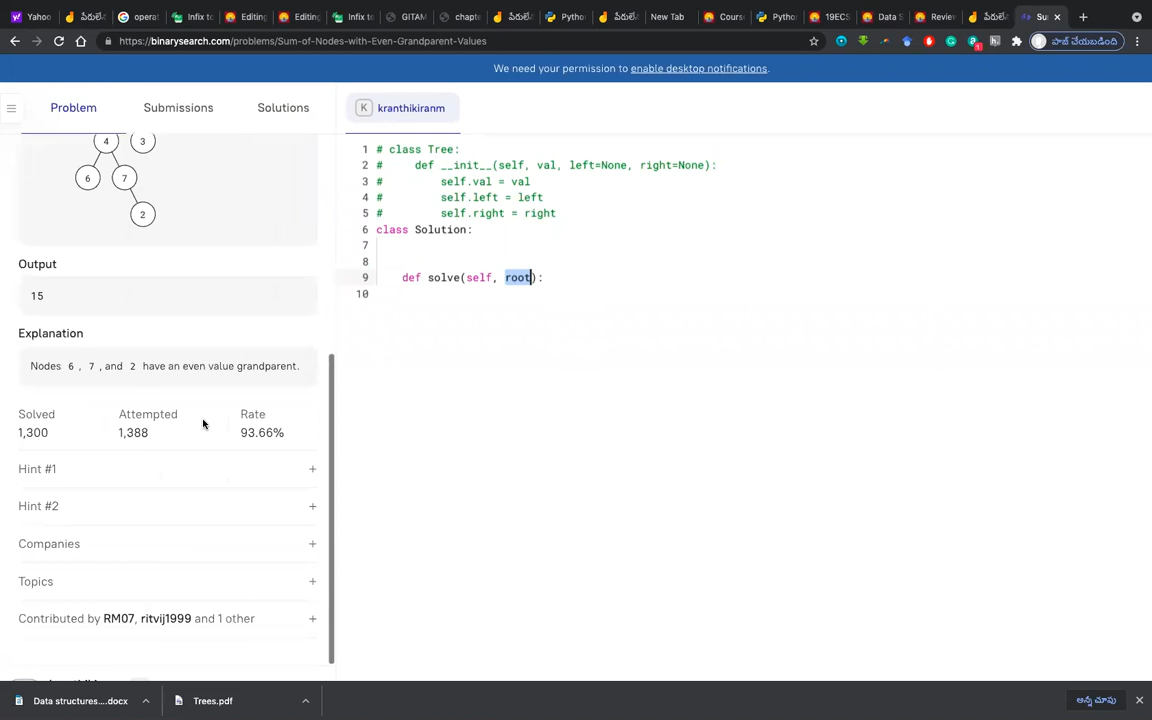 Yahoo
పేరులే
operat
Infix to
Editing
Editing
Infix to
GITAM
chapte
పేరులే
Pytho
పేరులే
New Tab
Cours
Pytho
19ECS
Data S
Review
పేరులే
Su
https://binarysearch.com/problems/Sum-of-Nodes-with-Even-Grandparent-Values
పాజ్ చేయబడింది
We need your permission to enable desktop notifications.
Problem
Submissions
Solutions
K kranthikiranm
4 3
6 7
2
Output
15
Explanation
Nodes 6 , 7 , and 2 have an even value grandparent.
Solved Attempted Rate
1,300 1,388 93.66%
Hint #1 +
Hint #2 +
Companies +
Topics +
Contributed by RM07, ritvij1999 and 1 other +
1 # class Tree:
2 #     def __init__(self, val, left=None, right=None):
3 #         self.val = val
4 #         self.left = left
5 #         self.right = right
6 class Solution:
7
8
9     def solve(self, root):
10
Data structures....docx
Trees.pdf
అన్నీ చూపు